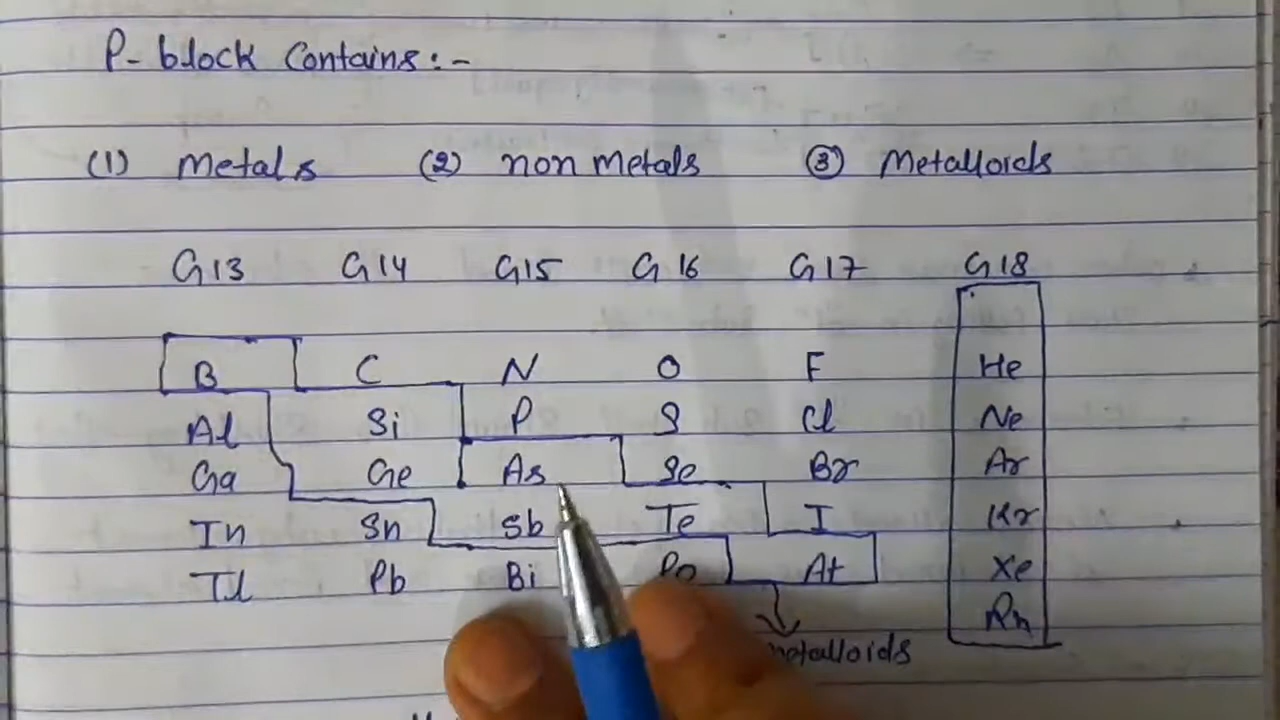 P- block Contains:-
(1) Metals (2) non metals (3) Metalloids
G13 G14 G15 G16 G17 G18
B C N O F He
Al Si P S Cl Ne
Ga Ge As Se Br Ar
In Sn Sb Te I Kr
Tl Pb Bi Po At Xe
Rn
metalloids